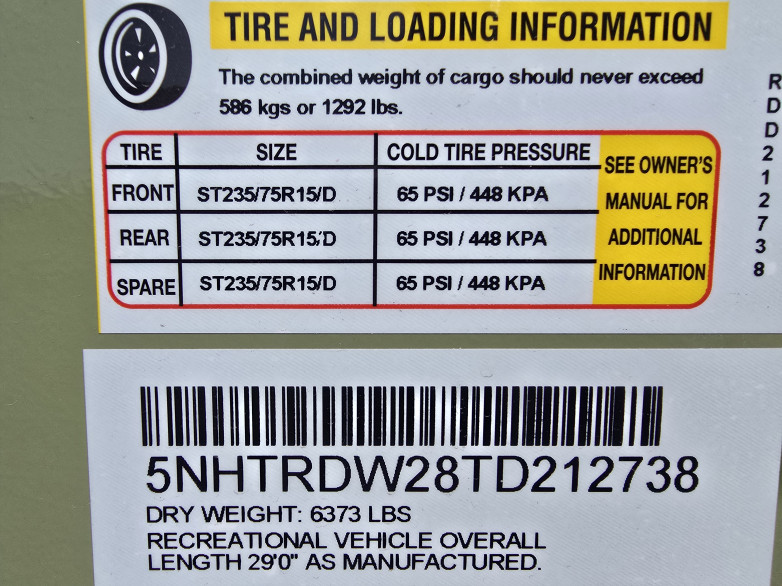 TIRE AND LOADING INFORMATION
The combined weight of cargo should never exceed
586 kgs or 1292 lbs.
TIRE SIZE COLD TIRE PRESSURE SEE OWNER'S
FRONT ST235/75R15/D 65 PSI / 448 KPA MANUAL FOR
REAR ST235/75R15/D 65 PSI / 448 KPA ADDITIONAL
SPARE ST235/75R15/D 65 PSI / 448 KPA INFORMATION
R
D
D
2
1
2
7
3
8
5NHTRDW28TD212738
DRY WEIGHT: 6373 LBS
RECREATIONAL VEHICLE OVERALL
LENGTH 29'0" AS MANUFACTURED.